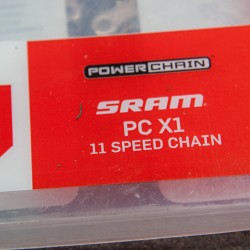 POWERCHAIN
SRAM
PC X1
11 SPEED CHAIN